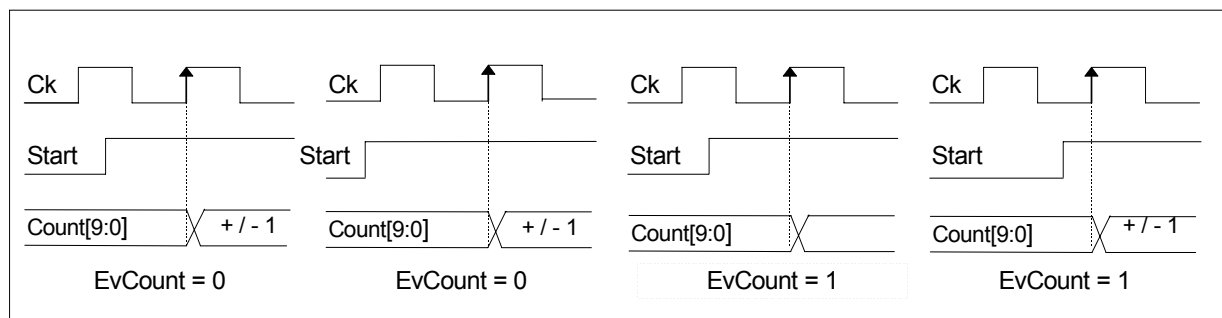 Ck Ck Ck Ck
Start Start Start Start
Count[9:0] + / - 1 Count[9:0] + / - 1 Count[9:0] Count[9:0] + / - 1
EvCount = 0 EvCount = 0 EvCount = 1 EvCount = 1